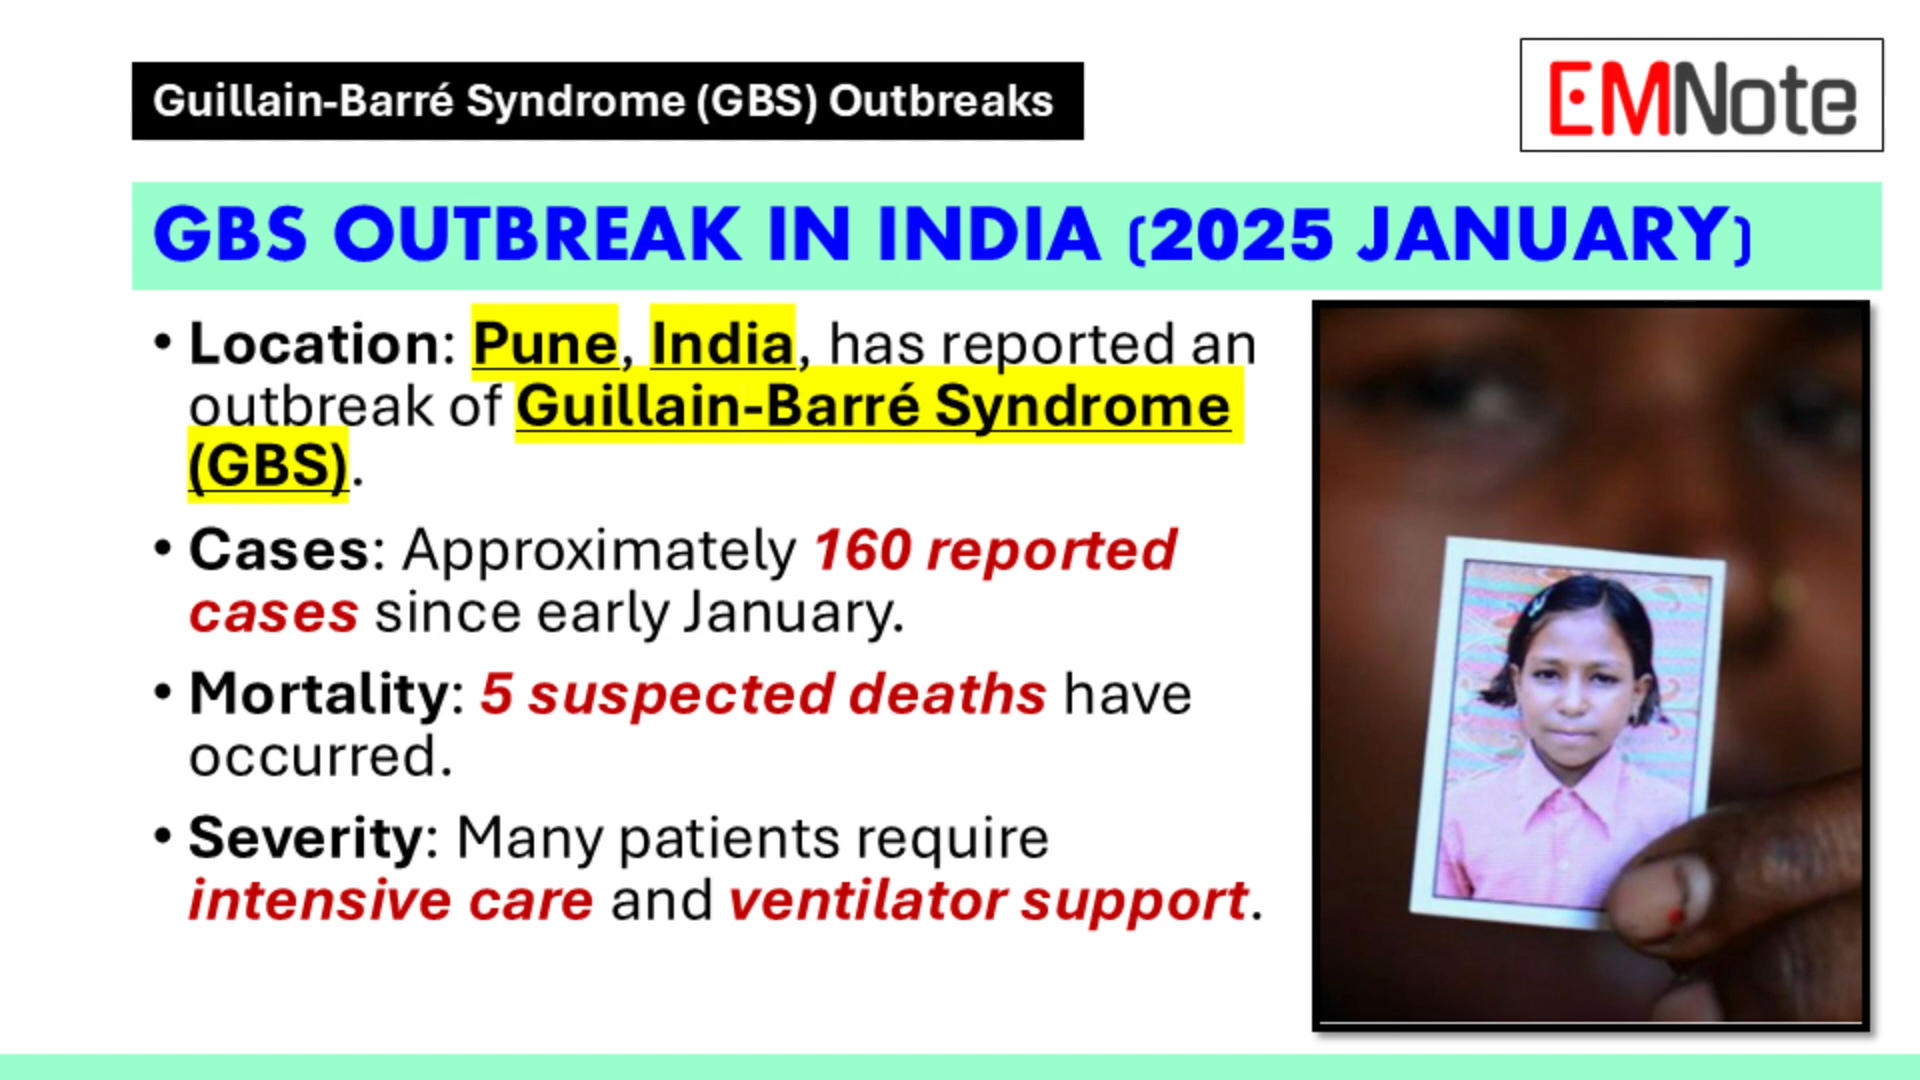 Guillain-Barré Syndrome (GBS) Outbreaks
EMNote
GBS OUTBREAK IN INDIA (2025 JANUARY)
• Location: Pune, India, has reported an
outbreak of Guillain-Barré Syndrome
(GBS).
• Cases: Approximately 160 reported
cases since early January.
• Mortality: 5 suspected deaths have
occurred.
• Severity: Many patients require
intensive care and ventilator support.